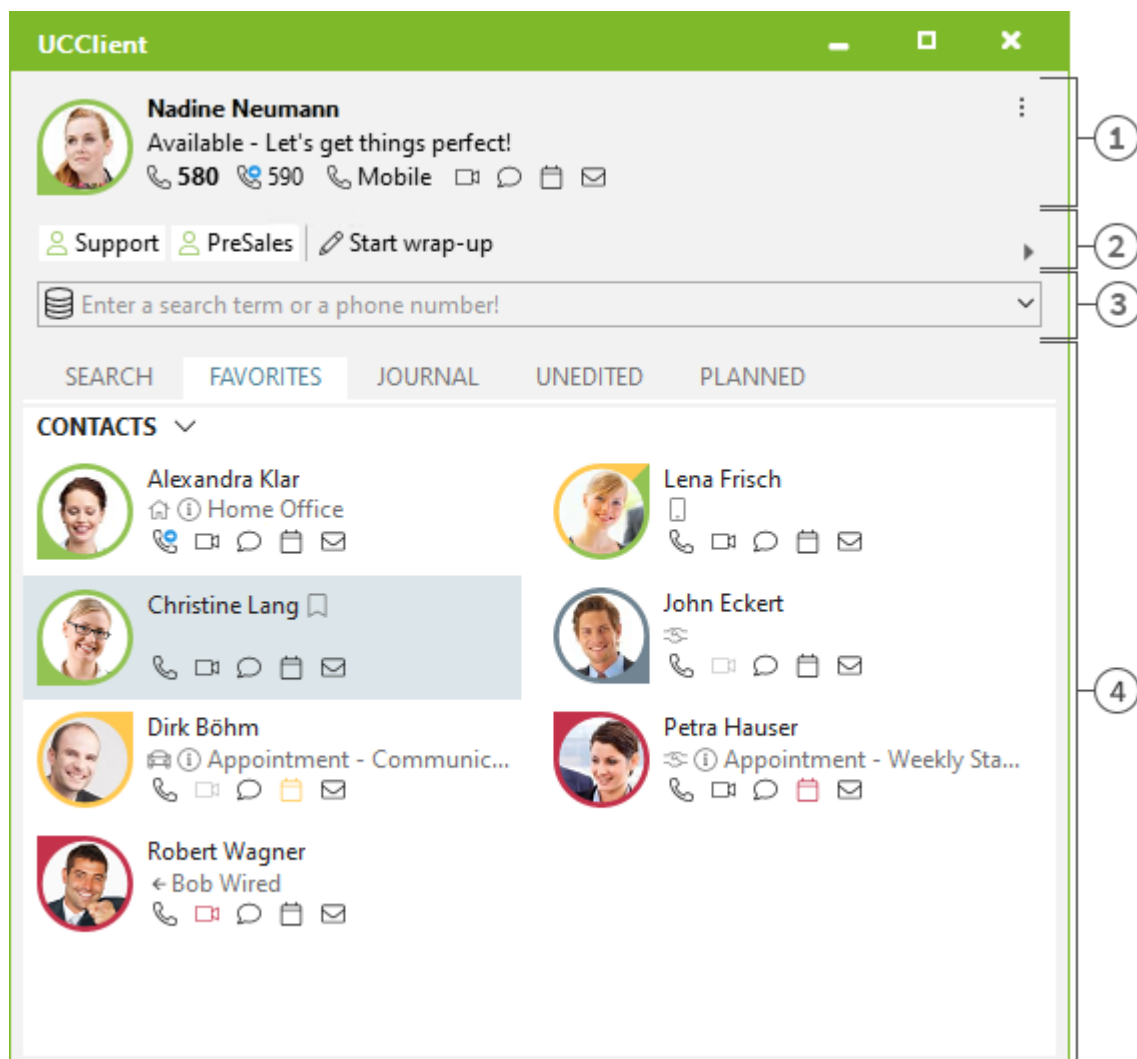 UCClient
Nadine Neumann
Available - Let's get things perfect!
580 590 Mobile
1
Support PreSales Start wrap-up
2
Enter a search term or a phone number!
3
SEARCH FAVORITES JOURNAL UNEDITED PLANNED
CONTACTS
Alexandra Klar
Home Office
Lena Frisch
Christine Lang
John Eckert
4
Dirk Böhm
Appointment - Communic...
Petra Hauser
Appointment - Weekly Sta...
Robert Wagner
Bob Wired